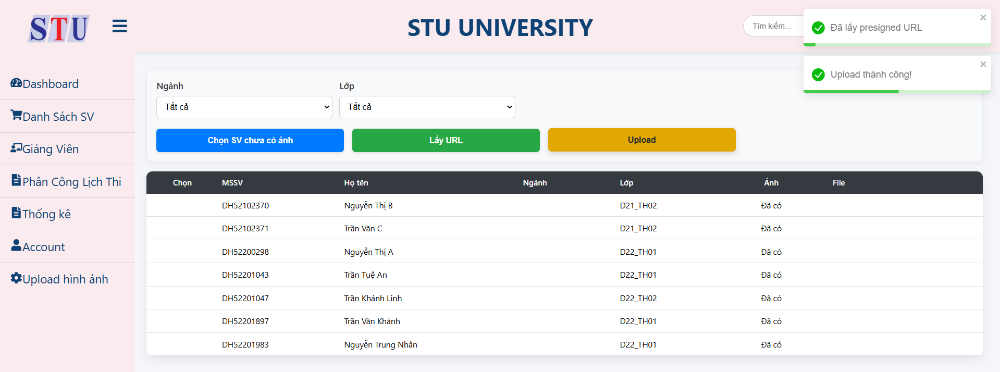 STU
STU UNIVERSITY
Tìm kiếm...
Đã lấy presigned URL
Upload thành công!
Dashboard
Danh Sách SV
Giảng Viên
Phân Công Lịch Thi
Thống kê
Account
Upload hình ảnh
Ngành Lớp
Tất cả Tất cả
Chọn SV chưa có ảnh Lấy URL Upload
Chọn MSSV Họ tên Ngành Lớp Ảnh File
DH52102370 Nguyễn Thị B D21_TH02 Đã có
DH52102371 Trần Văn C D21_TH02 Đã có
DH52200298 Nguyễn Thị A D22_TH01 Đã có
DH52201043 Trần Tuệ An D22_TH01 Đã có
DH52201047 Trần Khánh Linh D22_TH02 Đã có
DH52201897 Trần Văn Khánh D22_TH01 Đã có
DH52201983 Nguyễn Trung Nhân D22_TH01 Đã có